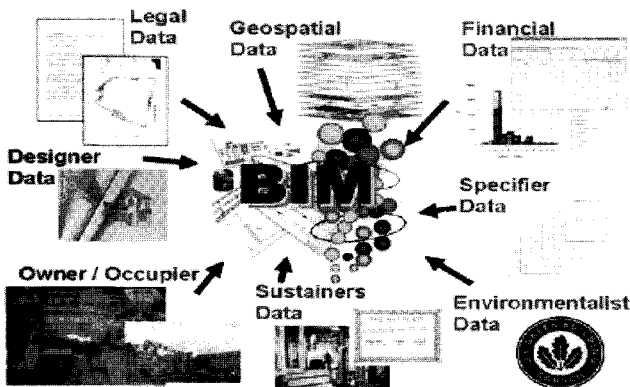 Legal
Data
Geospatial
Data
Financial
Data
Designer
Data
BIM
Specifier
Data
Owner / Occupier
Sustainers
Data
Environmentalist
Data